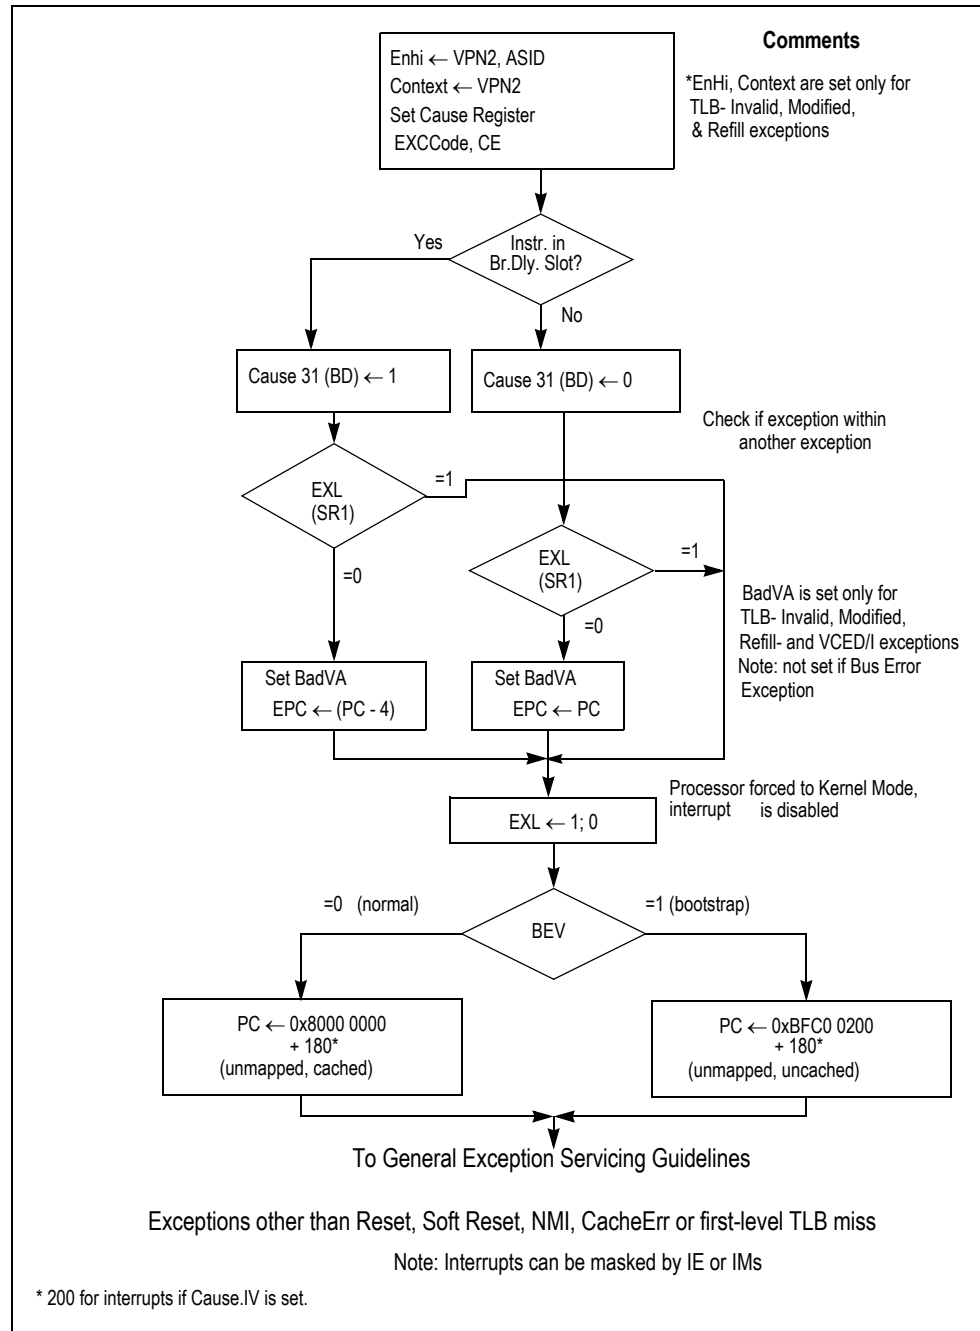 Comments
Enhi ← VPN2, ASID
Context ← VPN2
Set Cause Register
EXCCode, CE
*EnHi, Context are set only for
TLB- Invalid, Modified,
& Refill exceptions
Yes
Instr. in
Br.Dly. Slot?
No
Cause 31 (BD) ← 1
Cause 31 (BD) ← 0
Check if exception within
another exception
EXL
(SR1)
=1
=0
EXL
(SR1)
=1
=0
BadVA is set only for
TLB- Invalid, Modified,
Refill- and VCED/I exceptions
Note: not set if Bus Error
Exception
Set BadVA
EPC ← (PC - 4)
Set BadVA
EPC ← PC
Processor forced to Kernel Mode,
interrupt is disabled
EXL ← 1; 0
=0 (normal)
BEV
=1 (bootstrap)
PC ← 0x8000 0000
+ 180*
(unmapped, cached)
PC ← 0xBFC0 0200
+ 180*
(unmapped, uncached)
To General Exception Servicing Guidelines
Exceptions other than Reset, Soft Reset, NMI, CacheErr or first-level TLB miss
Note: Interrupts can be masked by IE or IMs
* 200 for interrupts if Cause.IV is set.